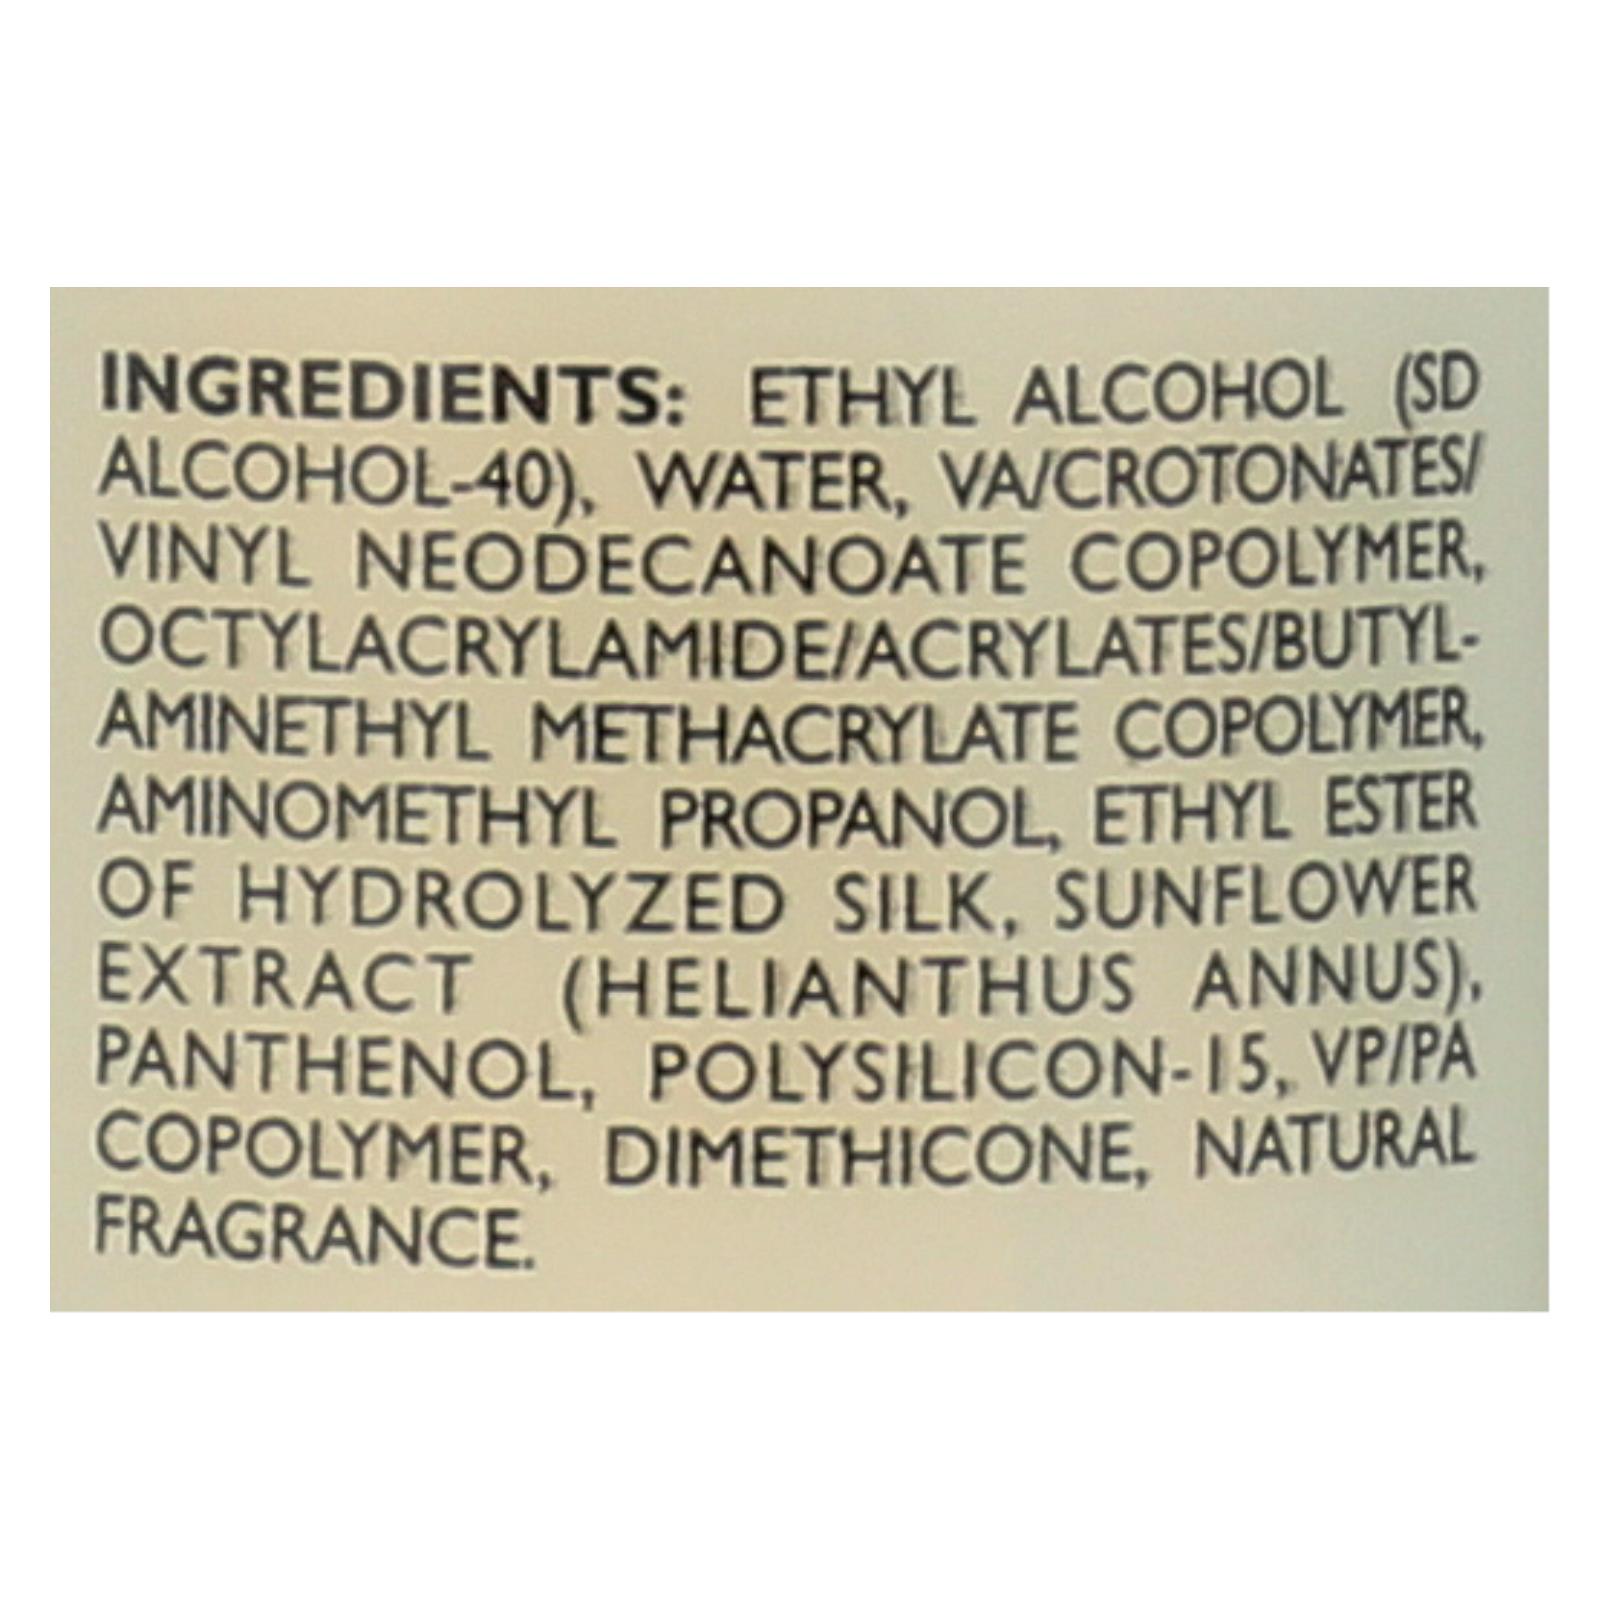 INGREDIENTS: ETHYL ALCOHOL (SD
ALCOHOL-40), WATER, VA/CROTONATES/
VINYL NEODECANOATE COPOLYMER,
OCTYLACRYLAMIDE/ACRYLATES/BUTYL-
AMINETHYL METHACRYLATE COPOLYMER,
AMINOMETHYL PROPANOL, ETHYL ESTER
OF HYDROLYZED SILK, SUNFLOWER
EXTRACT (HELIANTHUS ANNUS),
PANTHENOL, POLYSILICON-15, VP/PA
COPOLYMER, DIMETHICONE, NATURAL
FRAGRANCE.